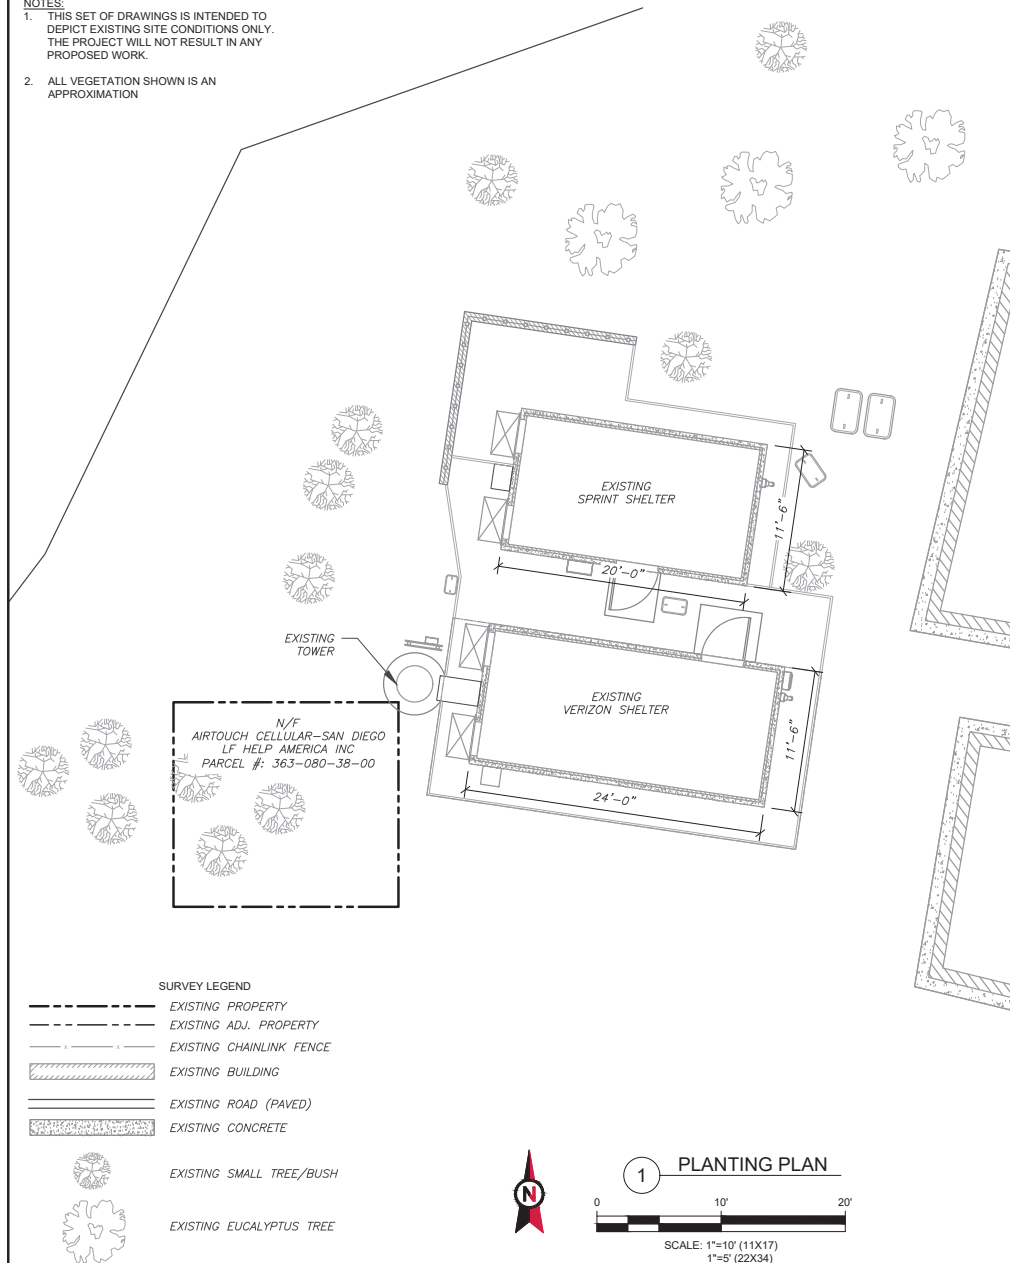 NOTES:
1. THIS SET OF DRAWINGS IS INTENDED TO
DEPICT EXISTING SITE CONDITIONS ONLY.
THE PROJECT WILL NOT RESULT IN ANY
PROPOSED WORK.
2. ALL VEGETATION SHOWN IS AN
APPROXIMATION
EXISTING
SPRINT SHELTER
11'-6"
20'-0"
EXISTING
TOWER
EXISTING
VERIZON SHELTER
11'-6"
24'-0"
N/F
AIRTOUCH CELLULAR-SAN DIEGO
LF HELP AMERICA INC
PARCEL #: 363-080-38-00
SURVEY LEGEND
EXISTING PROPERTY
EXISTING ADJ. PROPERTY
x x
EXISTING CHAINLINK FENCE
EXISTING BUILDING
EXISTING ROAD (PAVED)
EXISTING CONCRETE
EXISTING SMALL TREE/BUSH
EXISTING EUCALYPTUS TREE
N
1 PLANTING PLAN
0 10' 20'
SCALE: 1"=10' (11X17)
1"=5' (22X34)